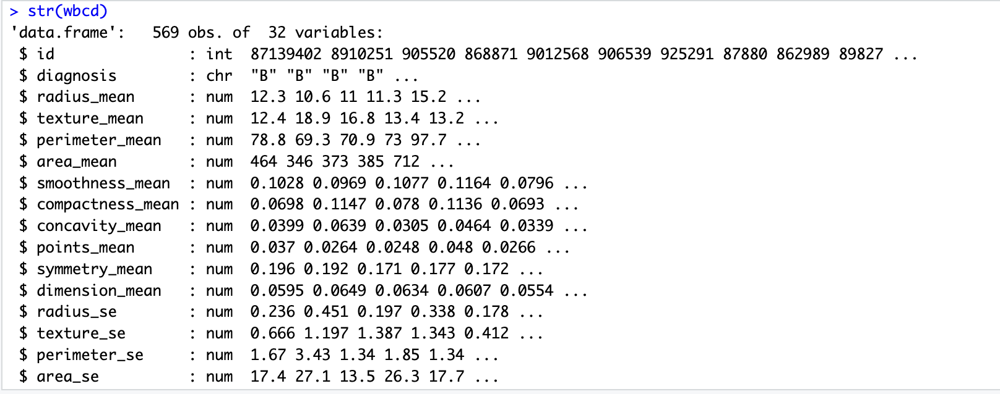 > str(wbcd)
'data.frame':   569 obs. of  32 variables:
 $ id               : int  87139402 8910251 905520 868871 9012568 906539 925291 87880 862989 89827 ...
 $ diagnosis        : chr  "B" "B" "B" "B" ...
 $ radius_mean      : num  12.3 10.6 11 11.3 15.2 ...
 $ texture_mean     : num  12.4 18.9 16.8 13.4 13.2 ...
 $ perimeter_mean   : num  78.8 69.3 70.9 73 97.7 ...
 $ area_mean        : num  464 346 373 385 712 ...
 $ smoothness_mean  : num  0.1028 0.0969 0.1077 0.1164 0.0796 ...
 $ compactness_mean : num  0.0698 0.1147 0.078 0.1136 0.0693 ...
 $ concavity_mean   : num  0.0399 0.0639 0.0305 0.0464 0.0339 ...
 $ points_mean      : num  0.037 0.0264 0.0248 0.048 0.0266 ...
 $ symmetry_mean    : num  0.196 0.192 0.171 0.177 0.172 ...
 $ dimension_mean   : num  0.0595 0.0649 0.0634 0.0607 0.0554 ...
 $ radius_se        : num  0.236 0.451 0.197 0.338 0.178 ...
 $ texture_se       : num  0.666 1.197 1.387 1.343 0.412 ...
 $ perimeter_se     : num  1.67 3.43 1.34 1.85 1.34 ...
 $ area_se          : num  17.4 27.1 13.5 26.3 17.7 ...